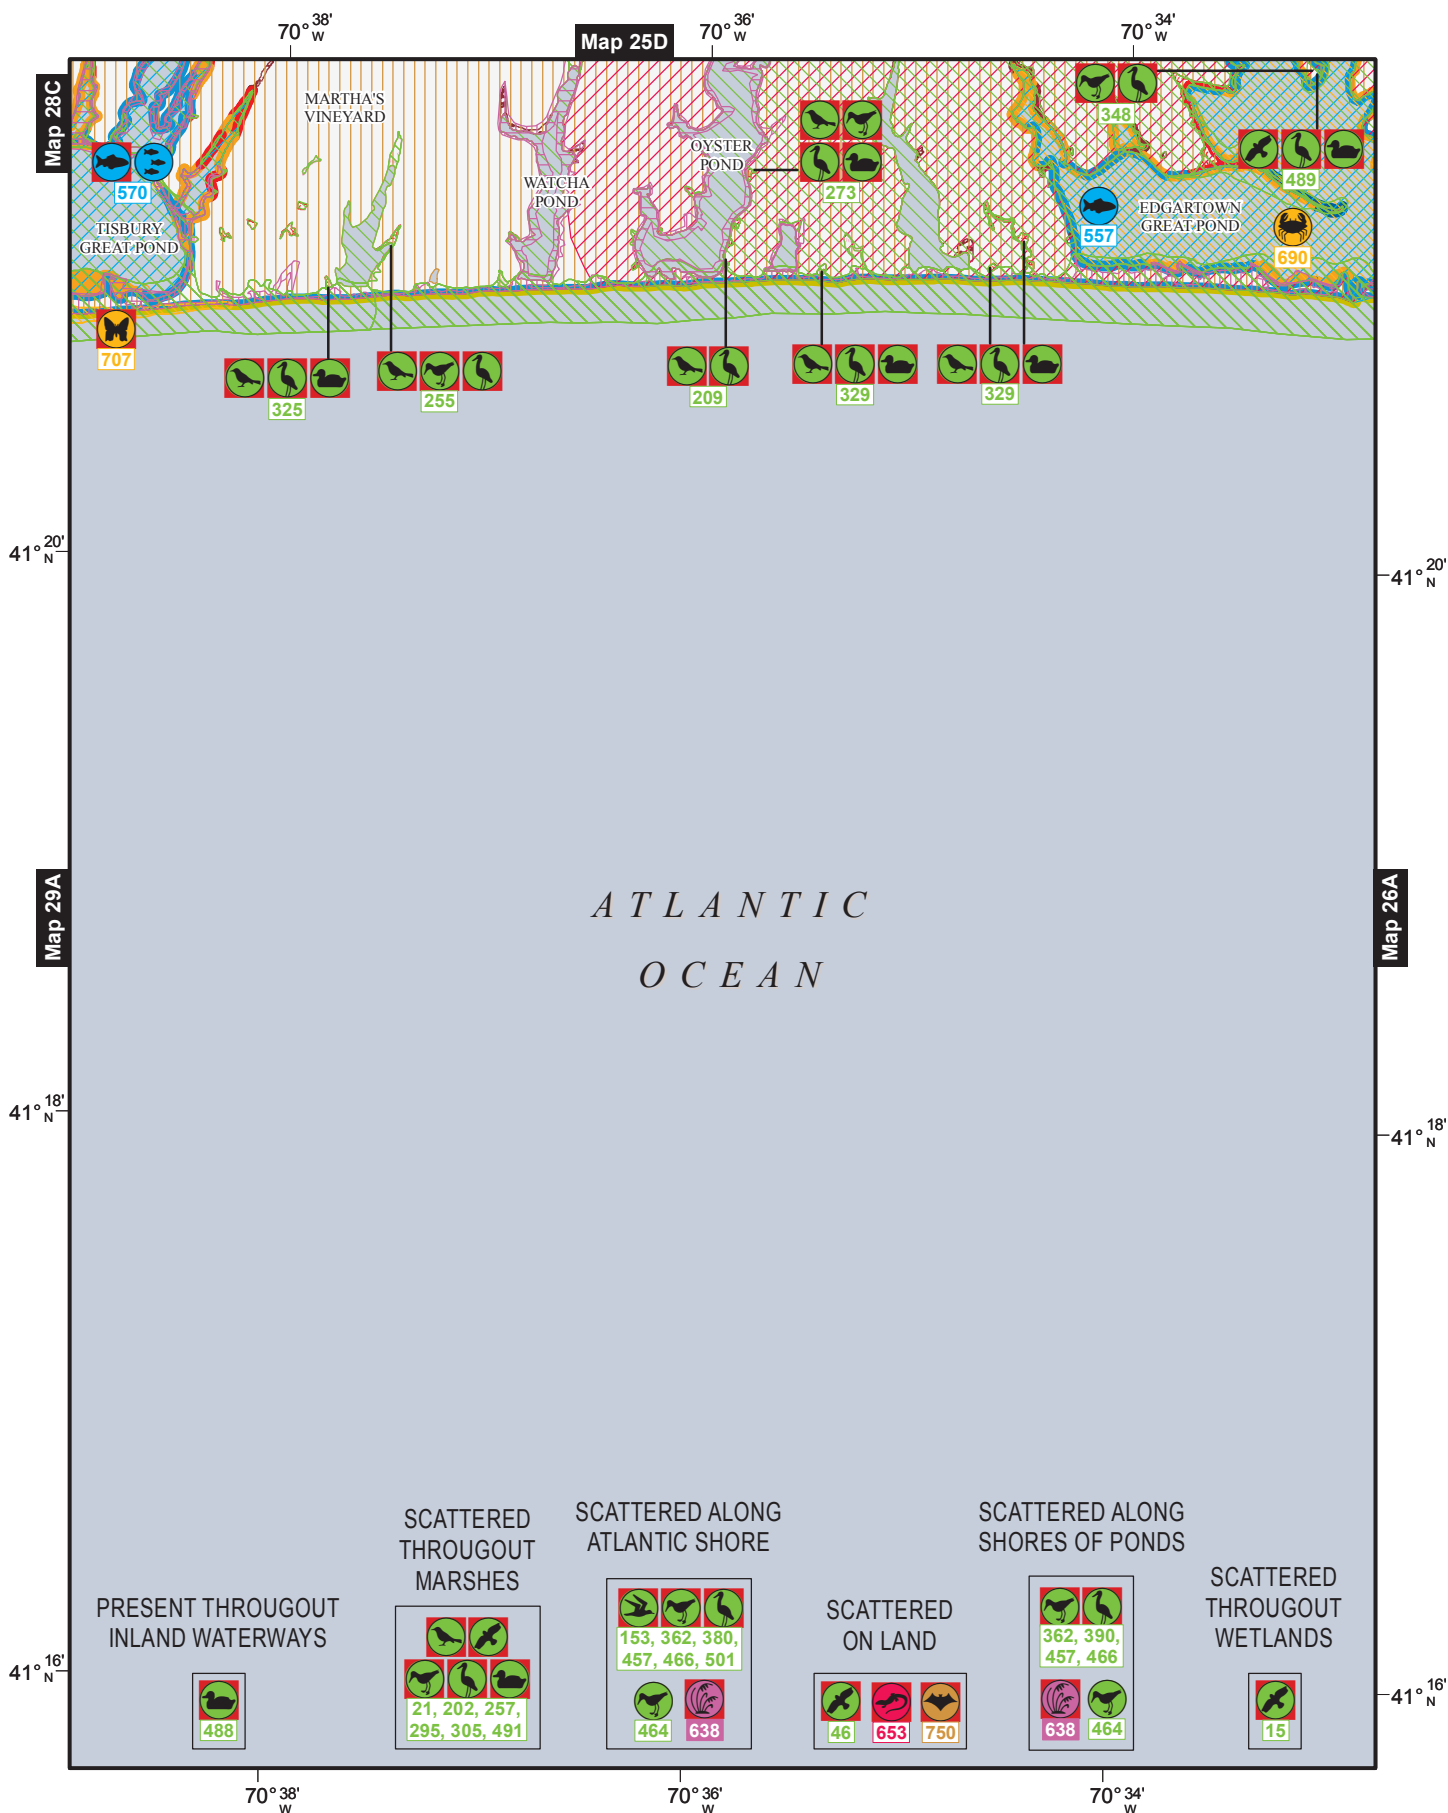 70° 38' W
70° 36' W
70° 34' W
Map 25D
Map 28C
MARTHA'S
VINEYARD
348
OYSTER
POND
570
WATCHA
POND
273
489
TISBURY
GREAT POND
557
EDGARTOWN
GREAT POND
690
707
325
255
209
329
329
41° 20' N
41° 20' N
Map 29A
Map 26A
ATLANTIC
OCEAN
41° 18' N
41° 18' N
PRESENT THROUGOUT
INLAND WATERWAYS
488
SCATTERED
THROUGOUT
MARSHES
21, 202, 257,
295, 305, 491
SCATTERED ALONG
ATLANTIC SHORE
153, 362, 380,
457, 466, 501
464
638
SCATTERED
ON LAND
46
653
750
SCATTERED ALONG
SHORES OF PONDS
362, 390,
457, 466
638
464
SCATTERED
THROUGOUT
WETLANDS
15
41° 16' N
41° 16' N
70° 38' W
70° 36' W
70° 34' W